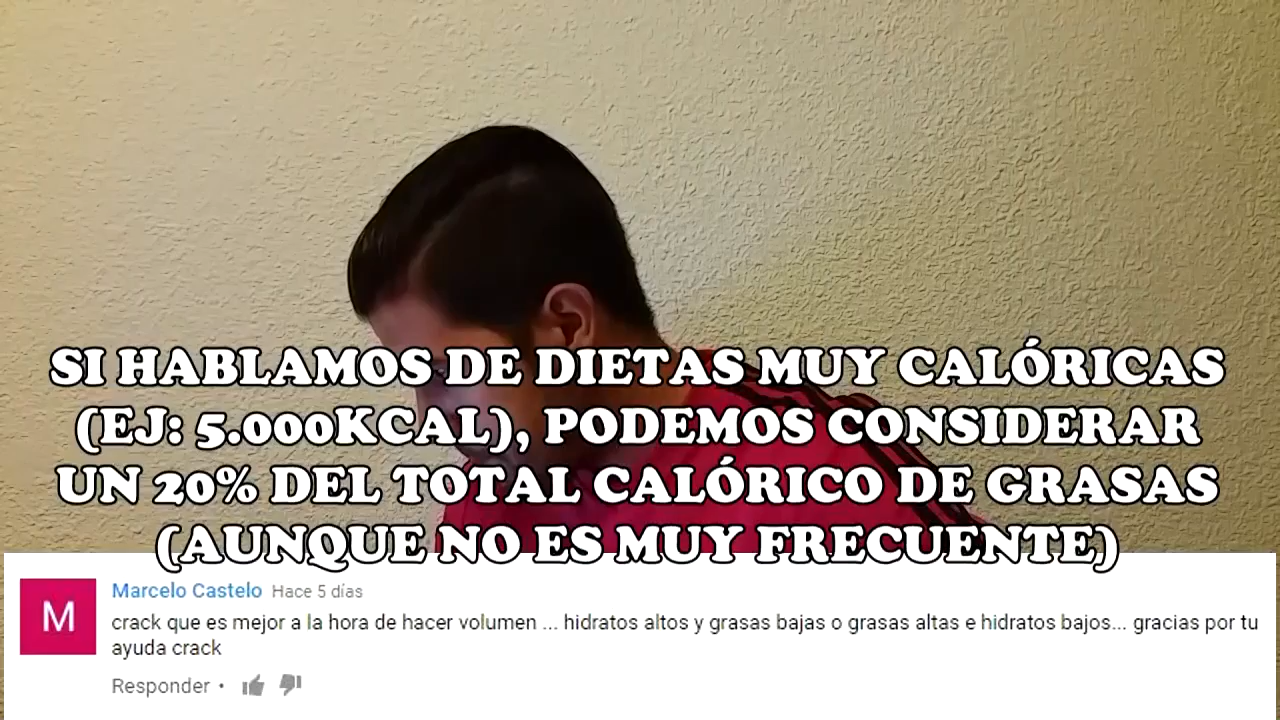 SI HABLAMOS DE DIETAS MUY CALÓRICAS
(EJ: 5.000KCAL), PODEMOS CONSIDERAR
UN 20% DEL TOTAL CALÓRICO DE GRASAS
(AUNQUE NO ES MUY FRECUENTE)
M
Marcelo Castelo Hace 5 días
crack que es mejor a la hora de hacer volumen ... hidratos altos y grasas bajas o grasas altas e hidratos bajos... gracias por tu
ayuda crack
Responder •